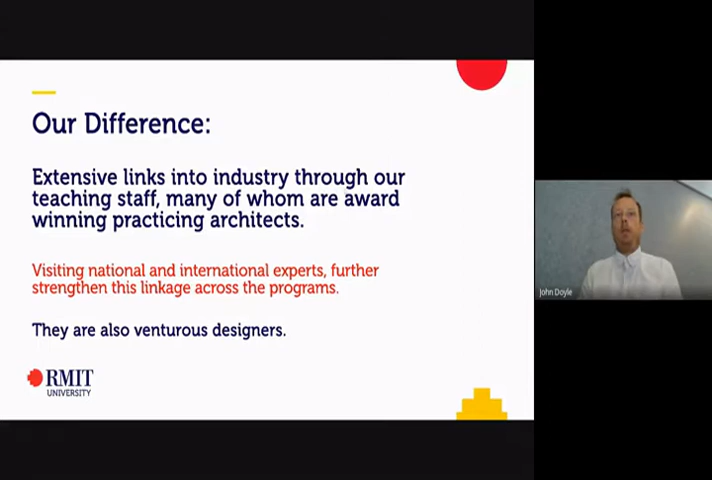 Our Difference:
Extensive links into industry through our
teaching staff, many of whom are award
winning practicing architects.
Visiting national and international experts, further
strengthen this linkage across the programs.
They are also venturous designers.
RMIT
UNIVERSITY
John Doyle